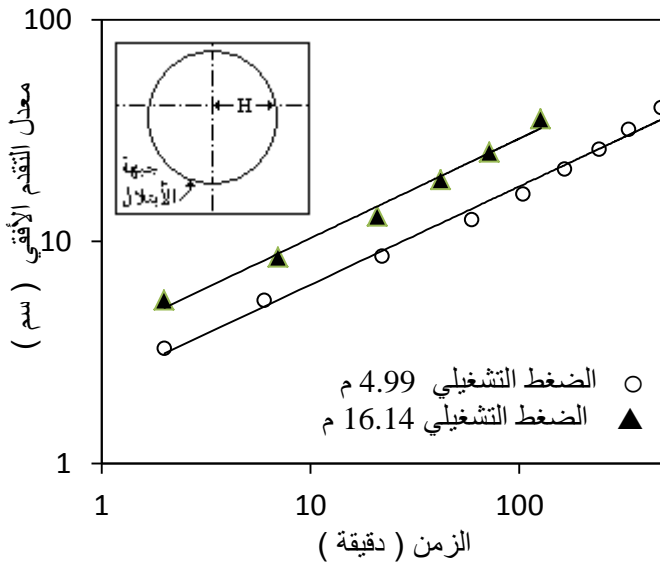 100
10
1
1
10
100
معدل التقدم الأفقي ( سم )
H
جبهة
الأبتلال
الضغط التشغيلي 4.99 م
الضغط التشغيلي 16.14 م
الزمن ( دقيقة )